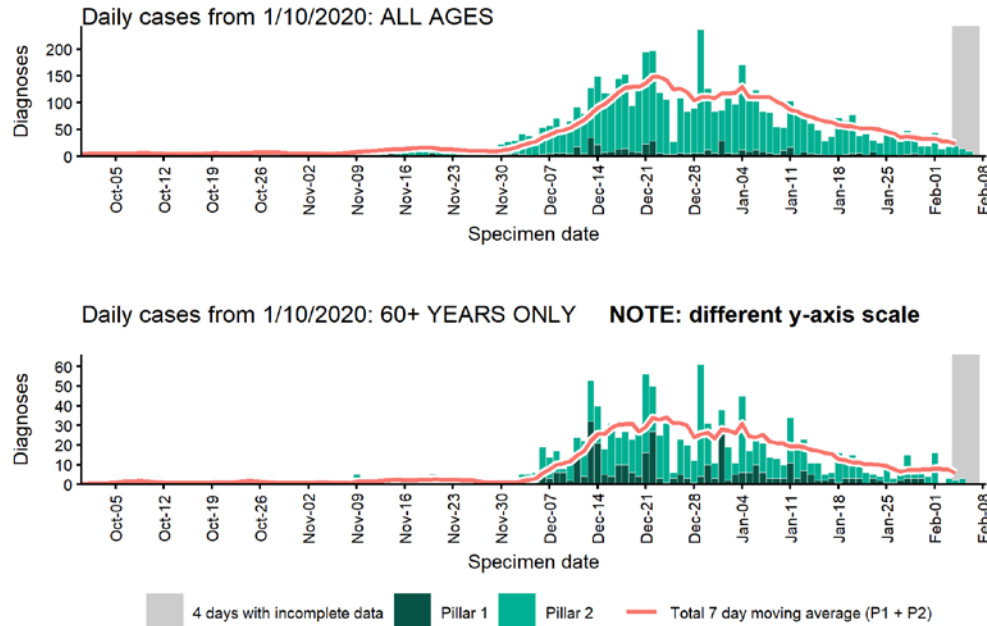 Daily cases from 1/10/2020: ALL AGES
Diagnoses
200
150
100
50
0
Oct-05
Oct-12
Oct-19
Oct-26
Nov-02
Nov-09
Nov-16
Nov-23
Nov-30
Dec-07
Dec-14
Dec-21
Dec-28
Jan-04
Jan-11
Jan-18
Jan-25
Feb-01
Feb-08
Specimen date
Daily cases from 1/10/2020: 60+ YEARS ONLY NOTE: different y-axis scale
Diagnoses
60
50
40
30
20
10
0
Oct-05
Oct-12
Oct-19
Oct-26
Nov-02
Nov-09
Nov-16
Nov-23
Nov-30
Dec-07
Dec-14
Dec-21
Dec-28
Jan-04
Jan-11
Jan-18
Jan-25
Feb-01
Feb-08
Specimen date
4 days with incomplete data Pillar 1 Pillar 2 Total 7 day moving average (P1 + P2)